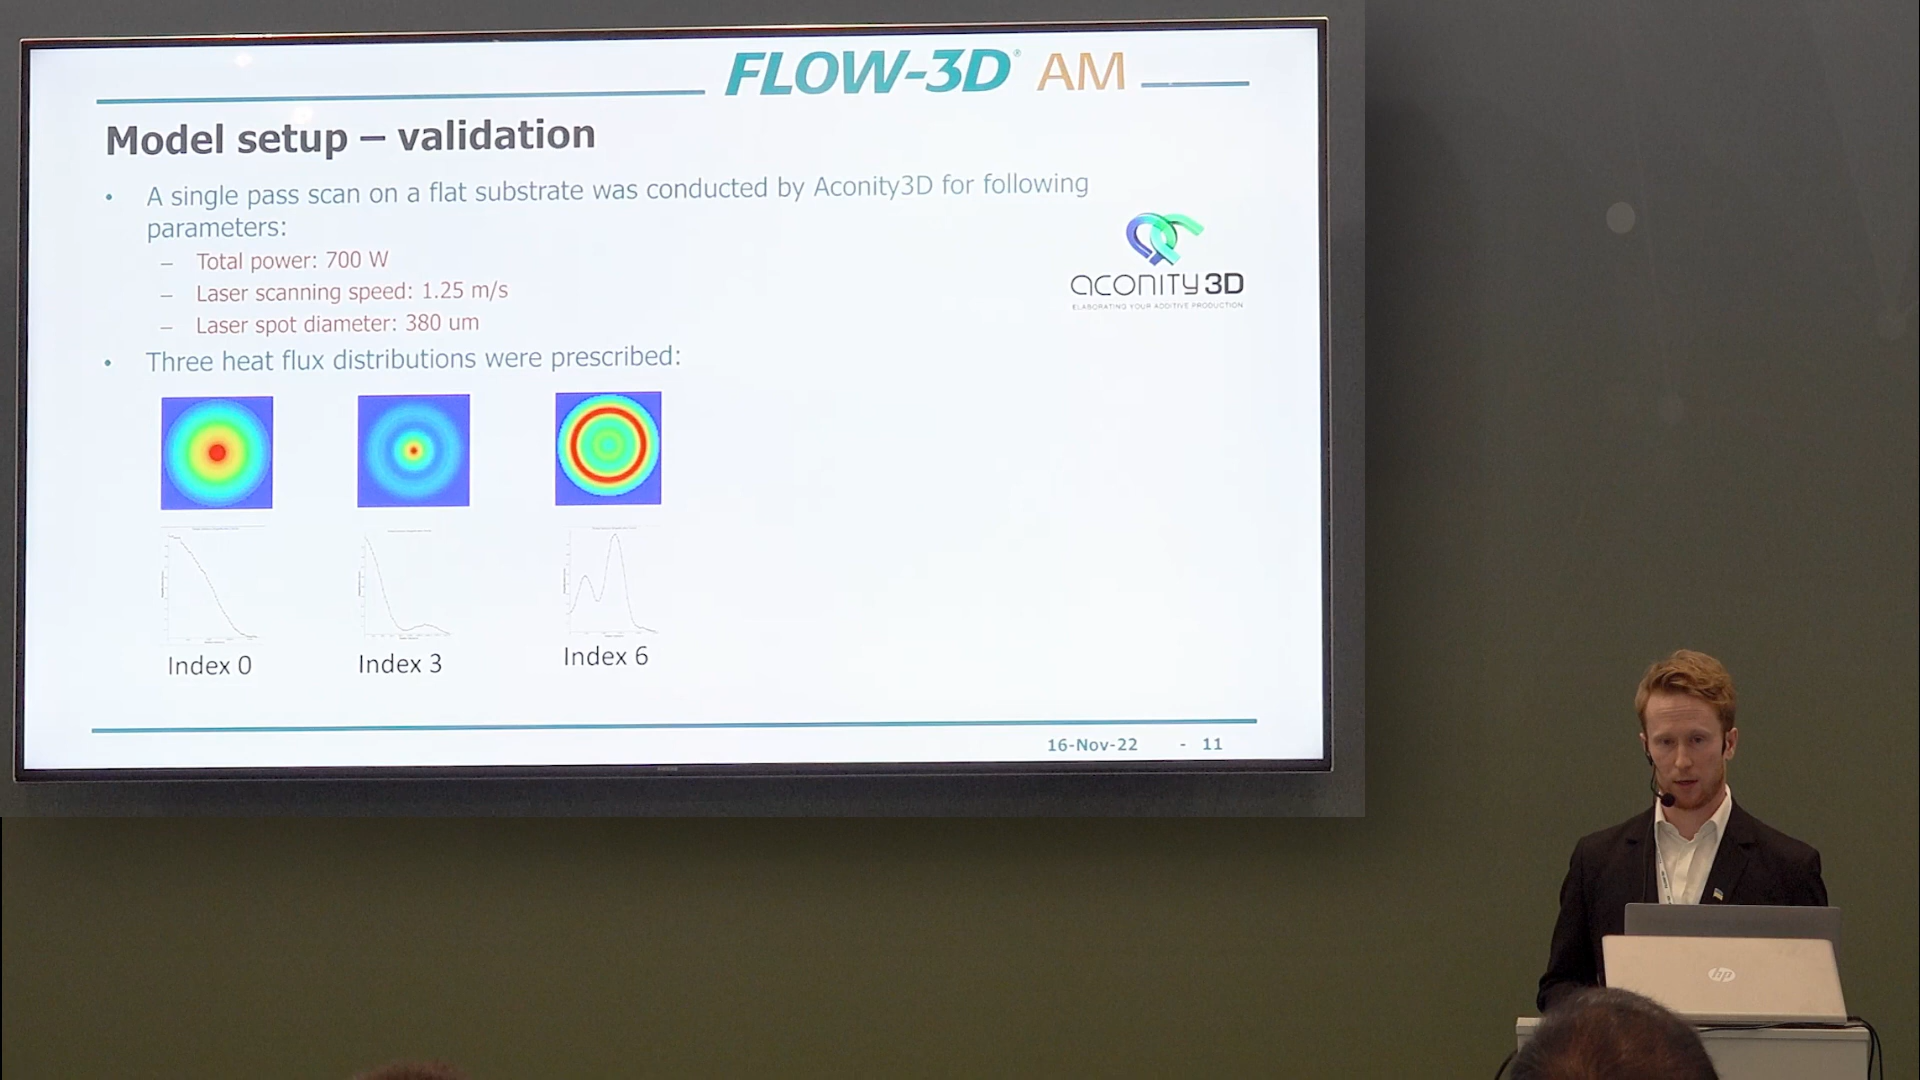 FLOW-3D® AM
Model setup – validation
• A single pass scan on a flat substrate was conducted by Aconity3D for following
parameters:
– Total power: 700 W
– Laser scanning speed: 1.25 m/s
– Laser spot diameter: 380 um
aconity3D
ELABORATING YOUR ADDITIVE PRODUCTION
• Three heat flux distributions were prescribed:
Index 0
Index 3
Index 6
16-Nov-22 - 11
hp